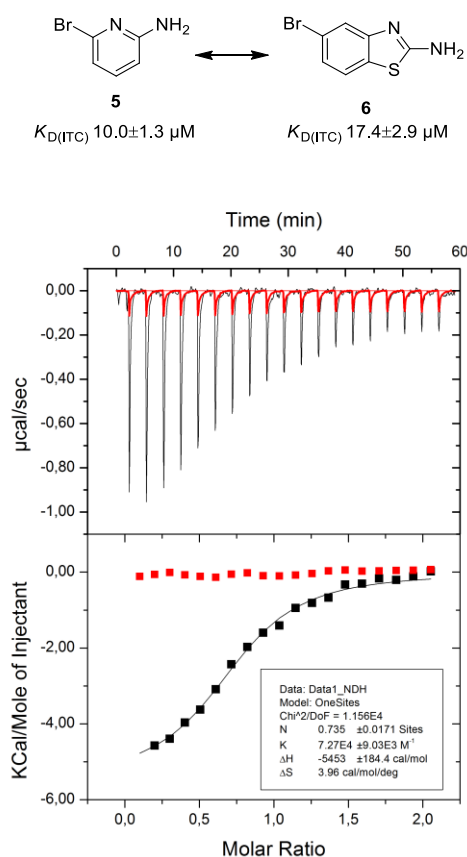 Br N NH₂
Br N NH₂ S
5
6
K_D(ITC) 10.0±1.3 µM
K_D(ITC) 17.4±2.9 µM
Time (min)
0 10 20 30 40 50 60
0,00
-0,20
-0,40
-0,60
-0,80
-1,00
µcal/sec
0,00
-2,00
-4,00
-6,00
KCal/Mole of Injectant
Data: Data1_NDH
Model: OneSites
Chi^2/DoF = 1.156E4
N 0.735 ±0.0171 Sites
K 7.27E4 ±9.03E3 M⁻¹
ΔH -5453 ±184.4 cal/mol
ΔS 3.96 cal/mol/deg
0,0 0,5 1,0 1,5 2,0
Molar Ratio